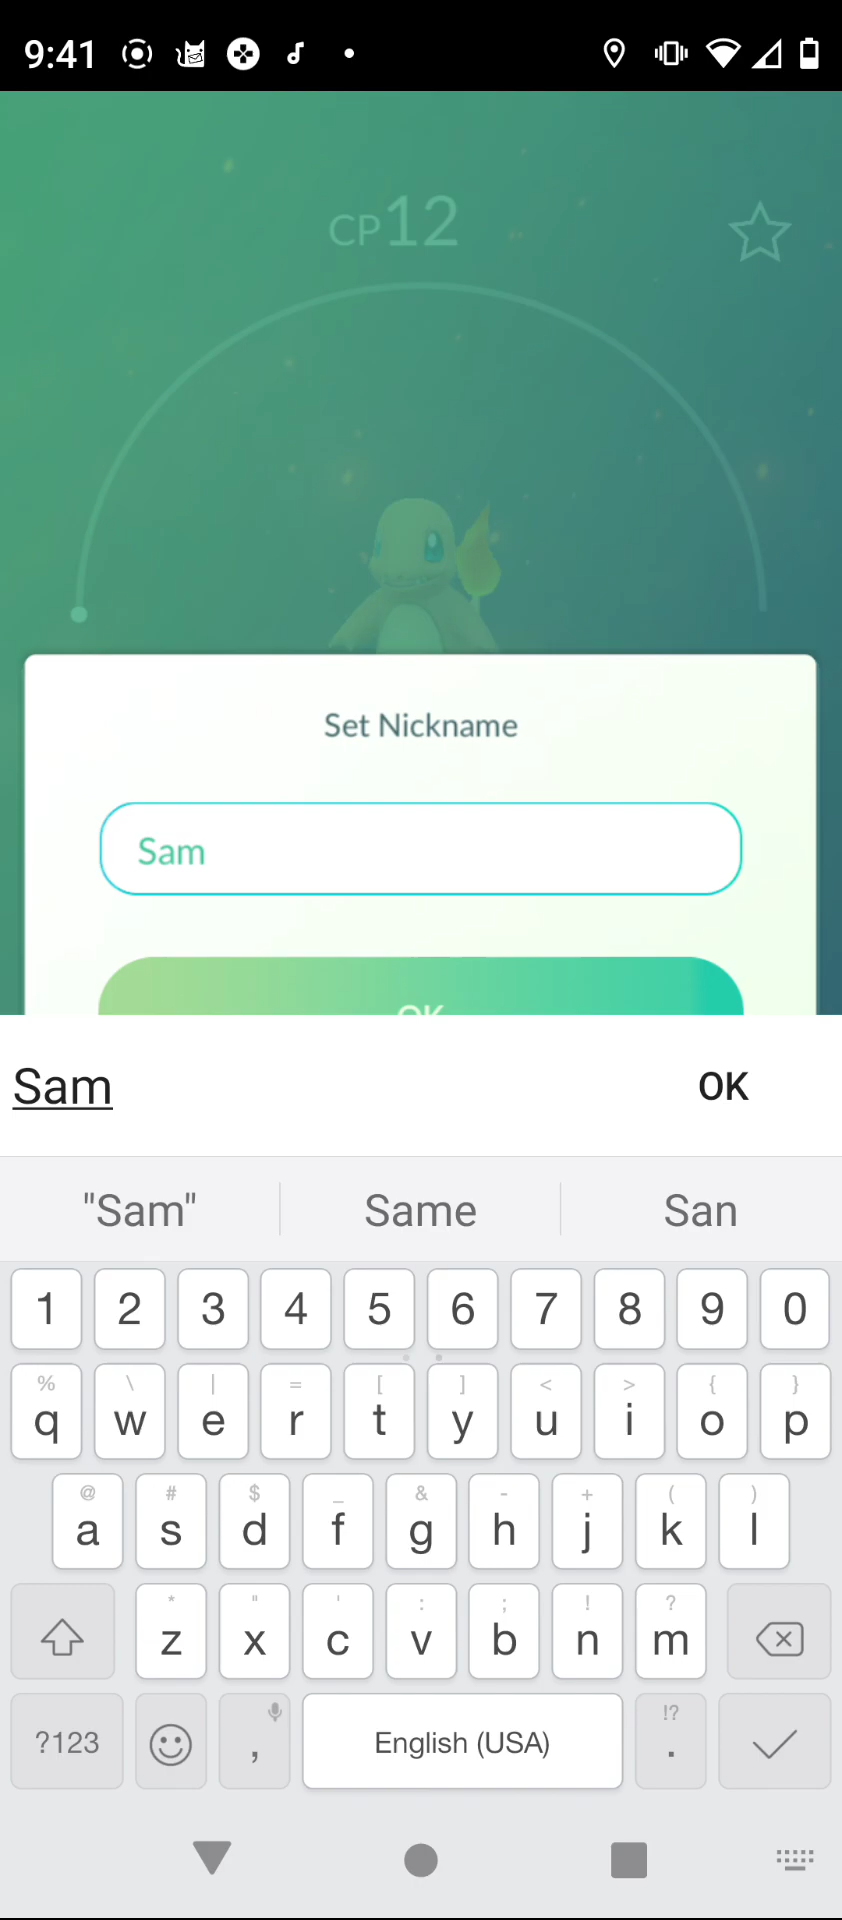 9:41
CP12
Set Nickname
Sam
OK
Sam OK
"Sam" Same San
1 2 3 4 5 6 7 8 9 0
% \ | = [ ] < > { }
q w e r t y u i o p
@ # $ _ & - + ( )
a s d f g h j k l
* " ' : ; ! ?
z x c v b n m
!?
?123 , English (USA) .